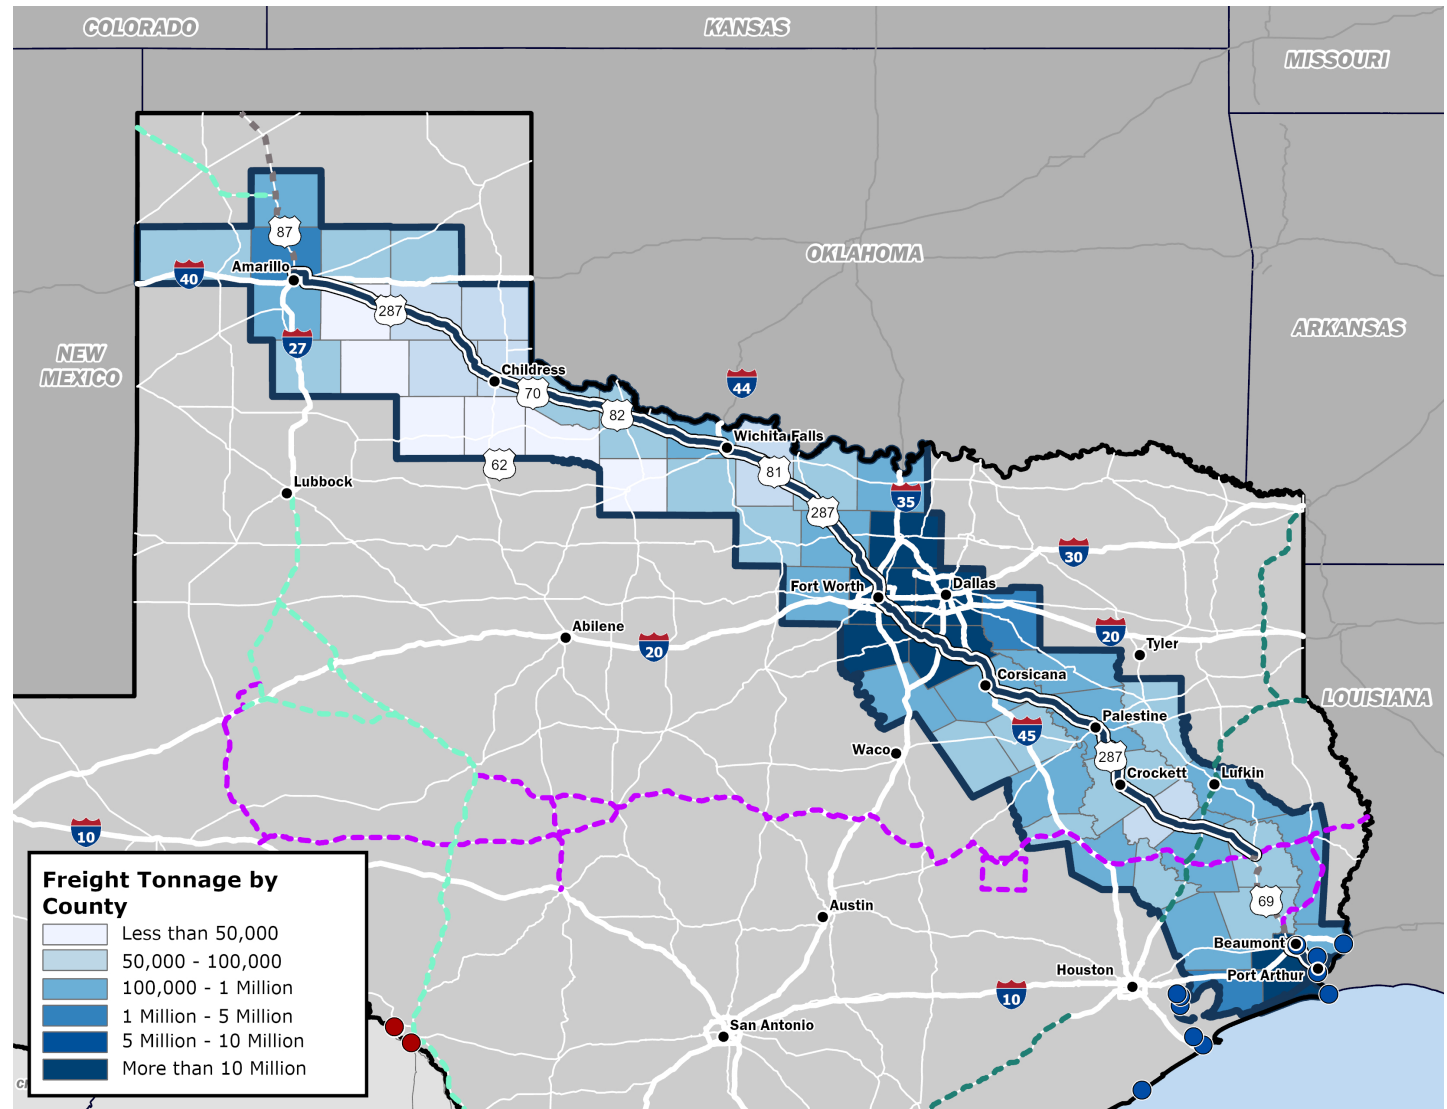 COLORADO
KANSAS
MISSOURI
OKLAHOMA
ARKANSAS
NEW
MEXICO
LOUISIANA
87
Amarillo
40
287
27
Childress
70
44
82
Wichita Falls
62
81
Lubbock
35
287
30
Fort Worth
Dallas
Abilene
20
20
Tyler
Corsicana
Palestine
45
Waco
287
Crockett
Lufkin
10
69
Austin
Beaumont
Port Arthur
Houston
10
San Antonio
Freight Tonnage by
County
Less than 50,000
50,000 - 100,000
100,000 - 1 Million
1 Million - 5 Million
5 Million - 10 Million
More than 10 Million